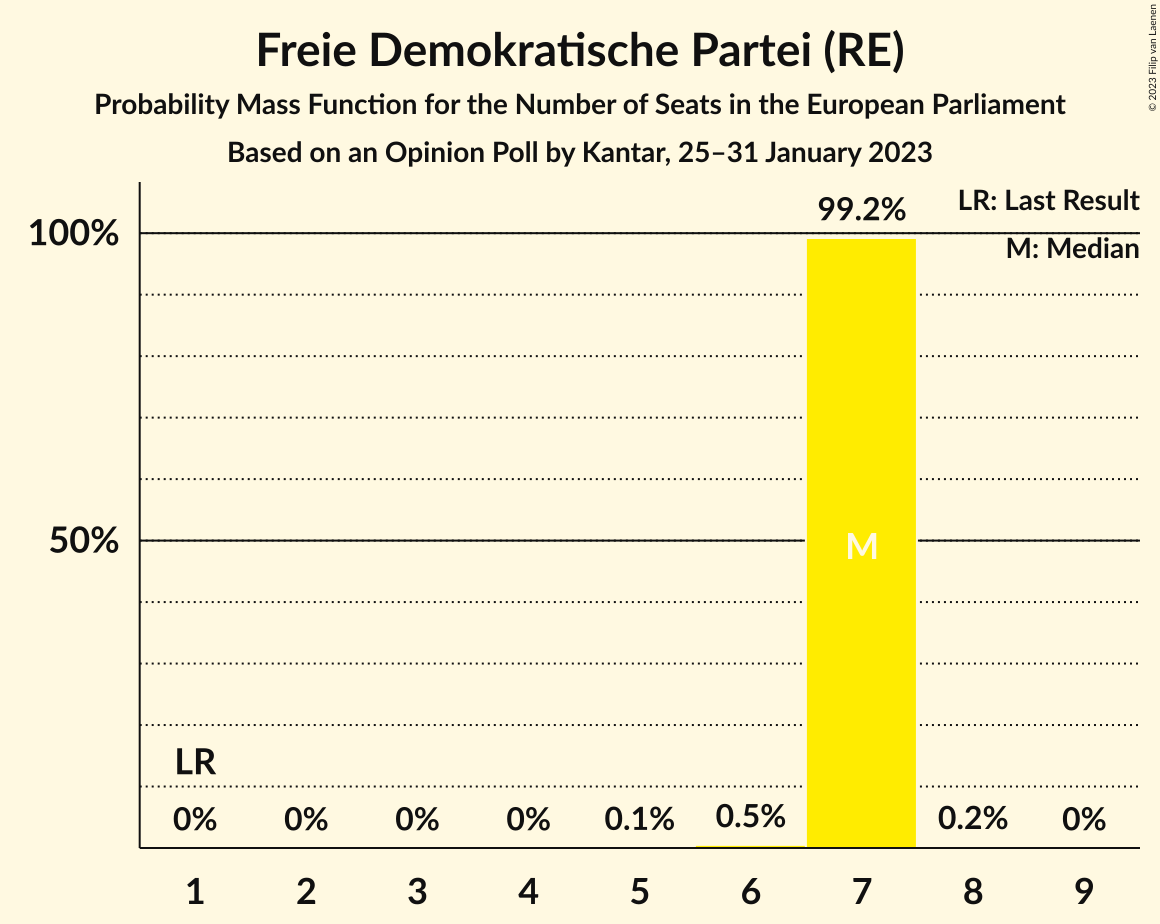 Freie Demokratische Partei (RE)
Probability Mass Function for the Number of Seats in the European Parliament
Based on an Opinion Poll by Kantar, 25–31 January 2023
© 2023 Filip van Laenen
LR: Last Result
M: Median
100%
50%
99.2%
M
LR
0%
0%
0%
0%
0.1%
0.5%
0.2%
0%
1
2
3
4
5
6
7
8
9